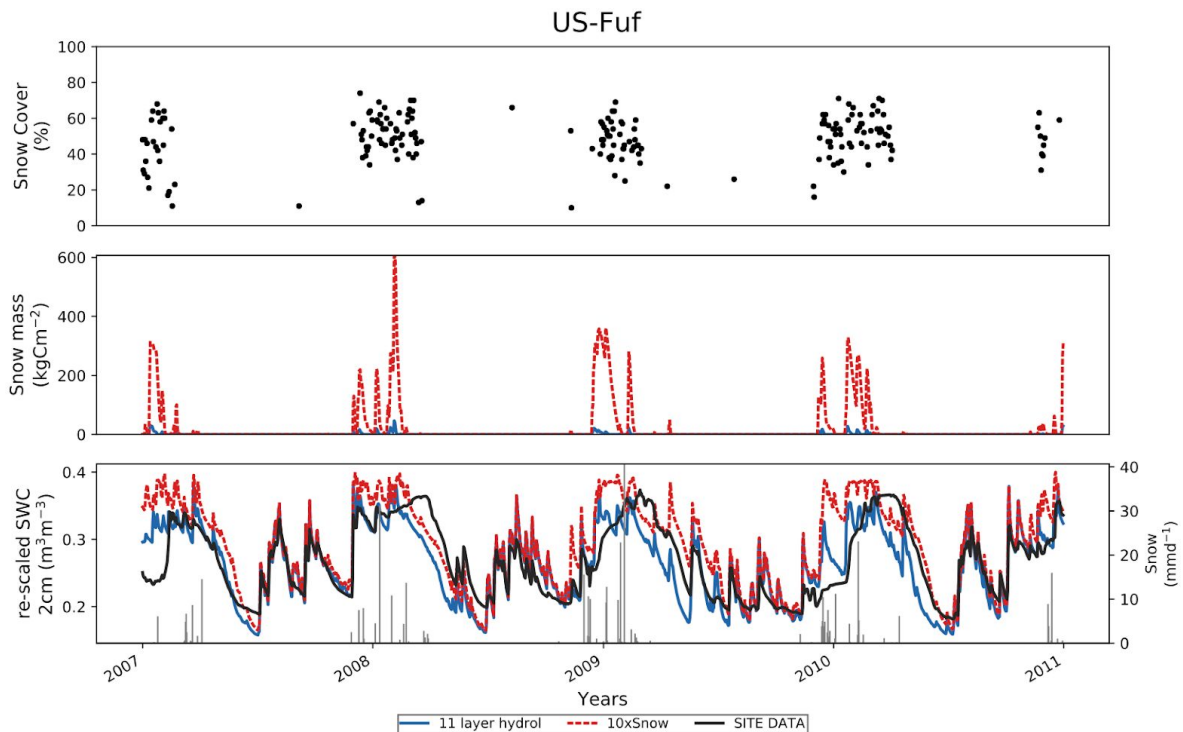 US-Fuf
Snow Cover
(%)
100
80
60
40
20
0
Snow mass
(kgCm⁻²)
600
400
200
0
re-scaled SWC
2cm (m³m⁻³)
0.4
0.3
0.2
40
30
20
10
0
Snow
(mmd⁻¹)
2007
2008
2009
2010
2011
Years
11 layer hydrol
10xSnow
SITE DATA